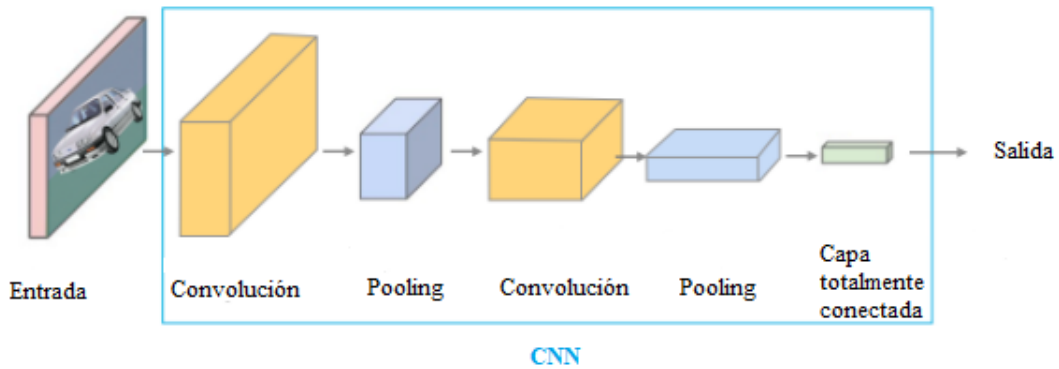 Entrada
Convolución
Pooling
Convolución
Pooling
Capa
totalmente
conectada
Salida
CNN